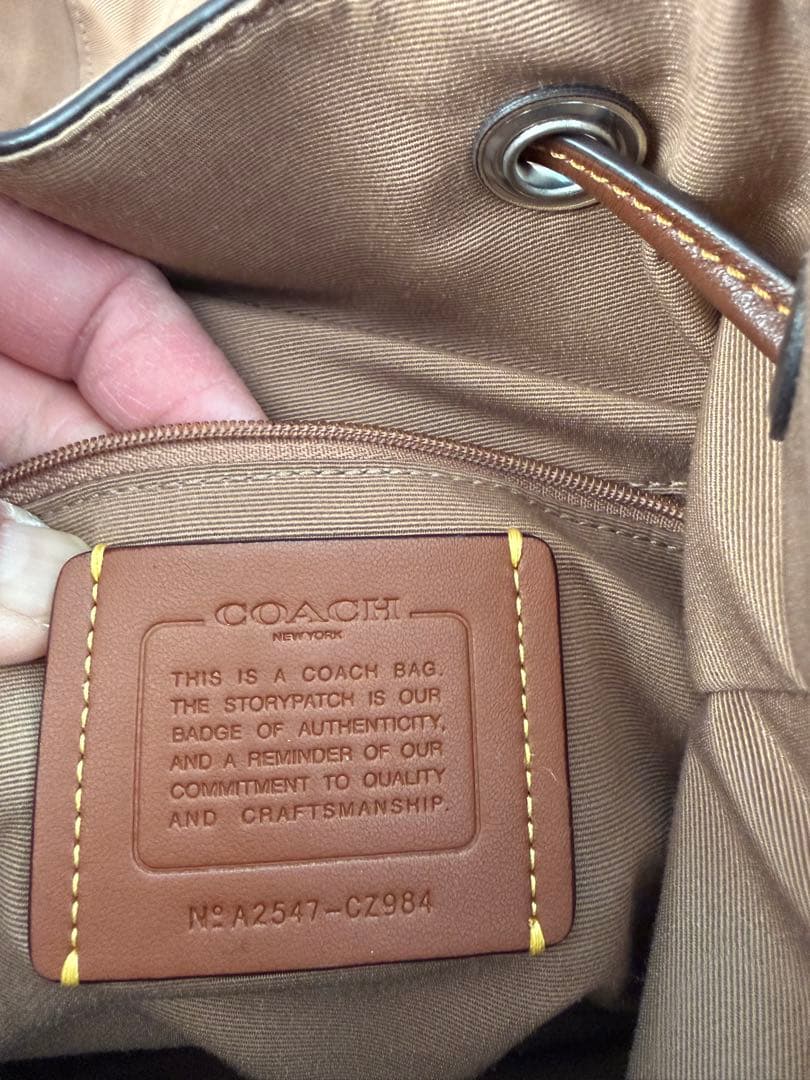 COACH
NEW YORK
THIS IS A COACH BAG.
THE STORYPATCH IS OUR
BADGE OF AUTHENTICITY,
AND A REMINDER OF OUR
COMMITMENT TO QUALITY
AND CRAFTSMANSHIP.
Nº A2547-CZ984